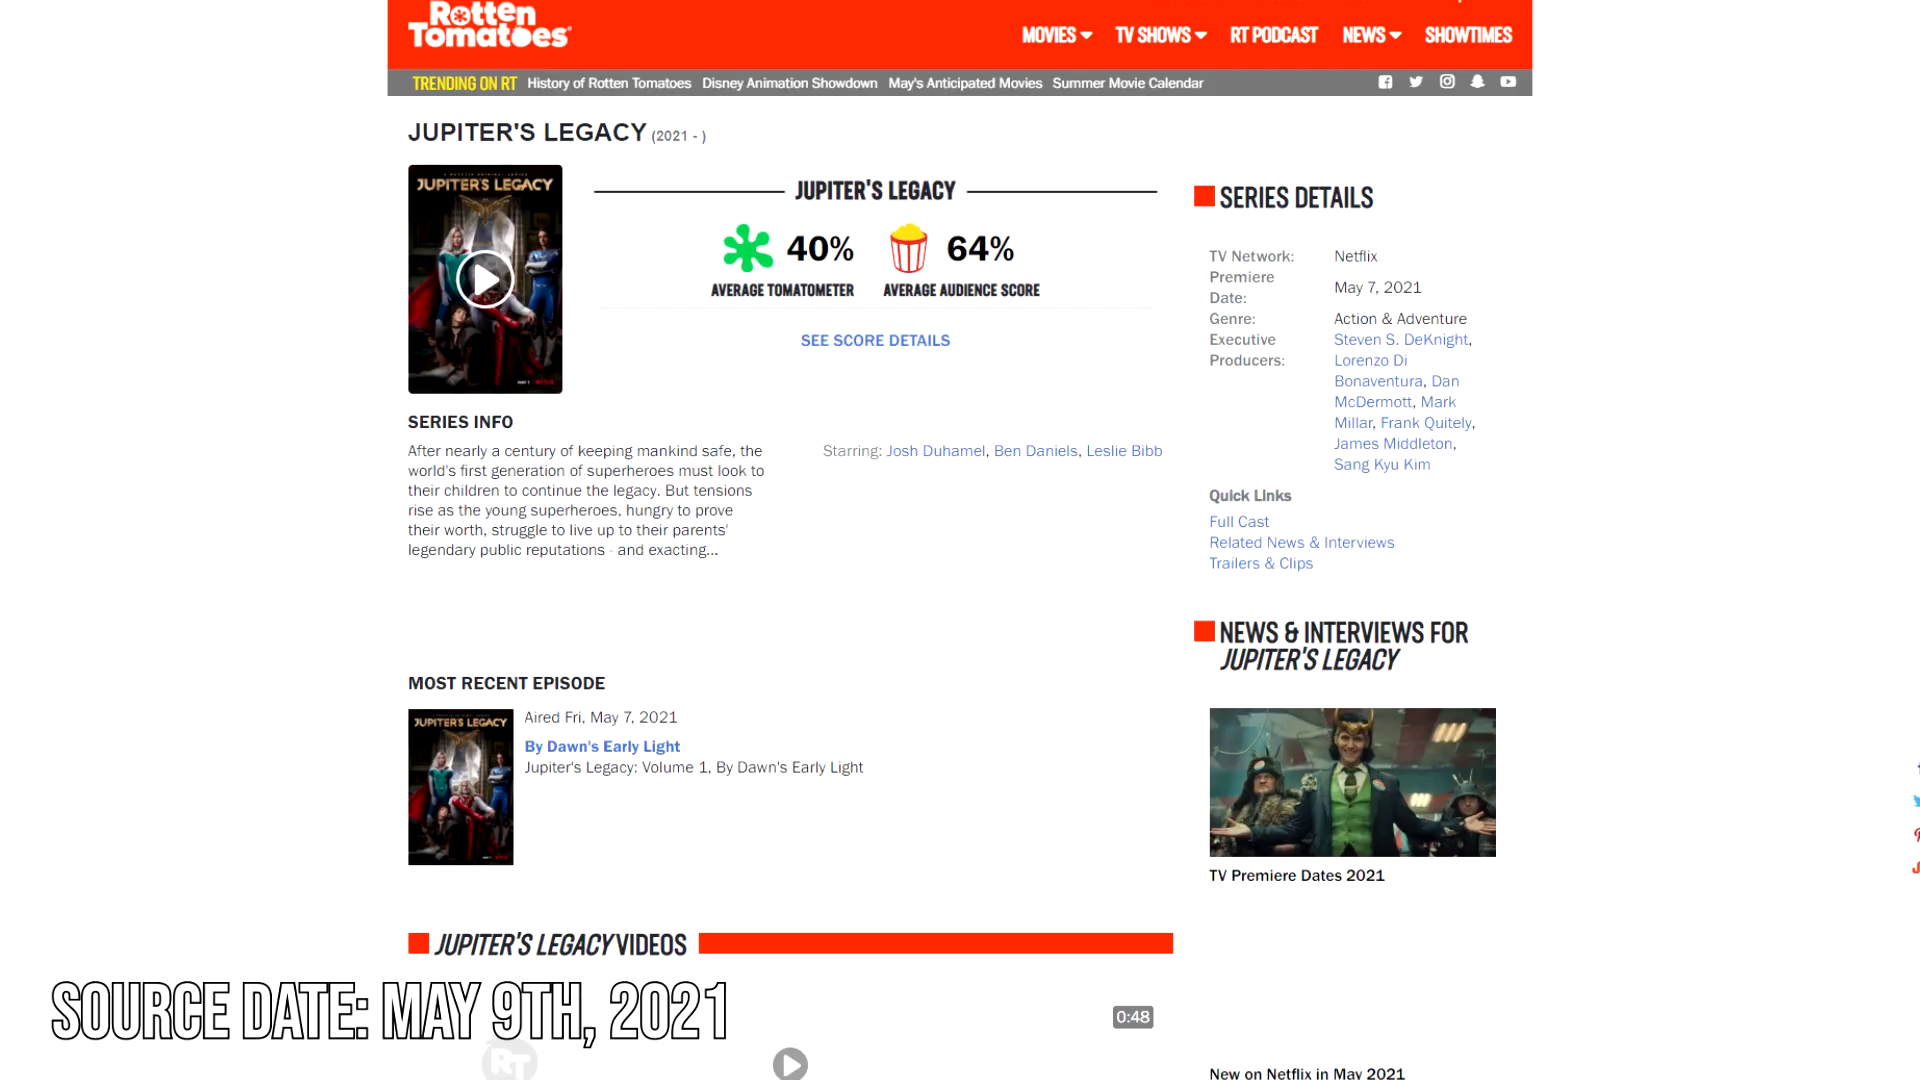 Rotten
Tomatoes
MOVIES TV SHOWS RT PODCAST NEWS SHOWTIMES
TRENDING ON RT History of Rotten Tomatoes Disney Animation Showdown May's Anticipated Movies Summer Movie Calendar
JUPITER'S LEGACY (2021 - )
JUPITER'S LEGACY
JUPITER'S LEGACY
40% 64%
AVERAGE TOMATOMETER AVERAGE AUDIENCE SCORE
SEE SCORE DETAILS
SERIES INFO
After nearly a century of keeping mankind safe, the
world's first generation of superheroes must look to
their children to continue the legacy. But tensions
rise as the young superheroes, hungry to prove
their worth, struggle to live up to their parents'
legendary public reputations - and exacting...
Starring: Josh Duhamel, Ben Daniels, Leslie Bibb
SERIES DETAILS
TV Network: Netflix
Premiere
Date: May 7, 2021
Genre: Action & Adventure
Executive
Producers:
Steven S. DeKnight,
Lorenzo Di
Bonaventura, Dan
McDermott, Mark
Millar, Frank Quitely,
James Middleton,
Sang Kyu Kim
Quick Links
Full Cast
Related News & Interviews
Trailers & Clips
MOST RECENT EPISODE
JUPITER'S LEGACY
Aired Fri, May 7, 2021
By Dawn's Early Light
Jupiter's Legacy: Volume 1, By Dawn's Early Light
NEWS & INTERVIEWS FOR
JUPITER'S LEGACY
TV Premiere Dates 2021
JUPITER'S LEGACY VIDEOS
SOURCE DATE: MAY 9TH, 2021
0:48
RT
New on Netflix in May 2021